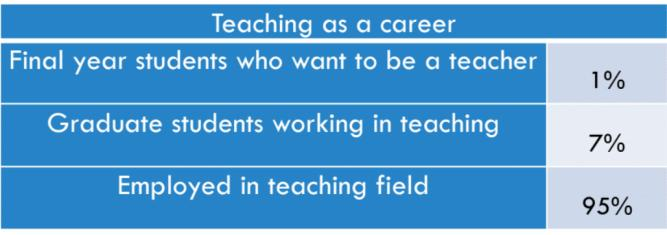 Teaching as a career
Final year students who want to be a teacher
1%
Graduate students working in teaching
7%
Employed in teaching field
95%